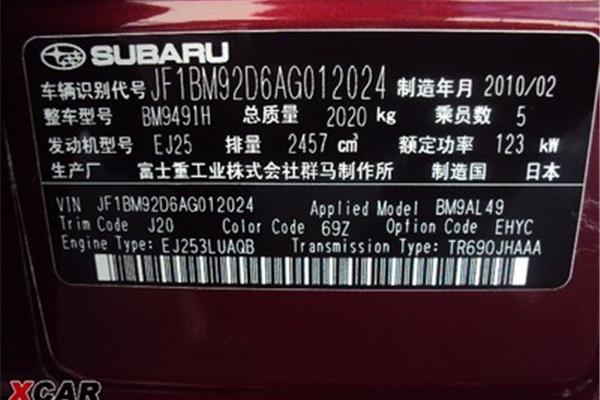 SUBARU
车辆识别代号 JF1BM92D6AG012024 制造年月 2010/02
整车型号 BM9491H 总质量 2020 kg 乘员数 5
发动机型号 EJ25 排量 2457 cm³ 额定功率 123 kW
生产厂 富士重工业株式会社群马制作所 制造国 日本
VIN JF1BM92D6AG012024 Applied Model BM9AL49
Trim Code J20 Color Code 69Z Option Code EHYC
Engine Type: EJ253LUAQB Transmission Type: TR690JHAAA
XCAR